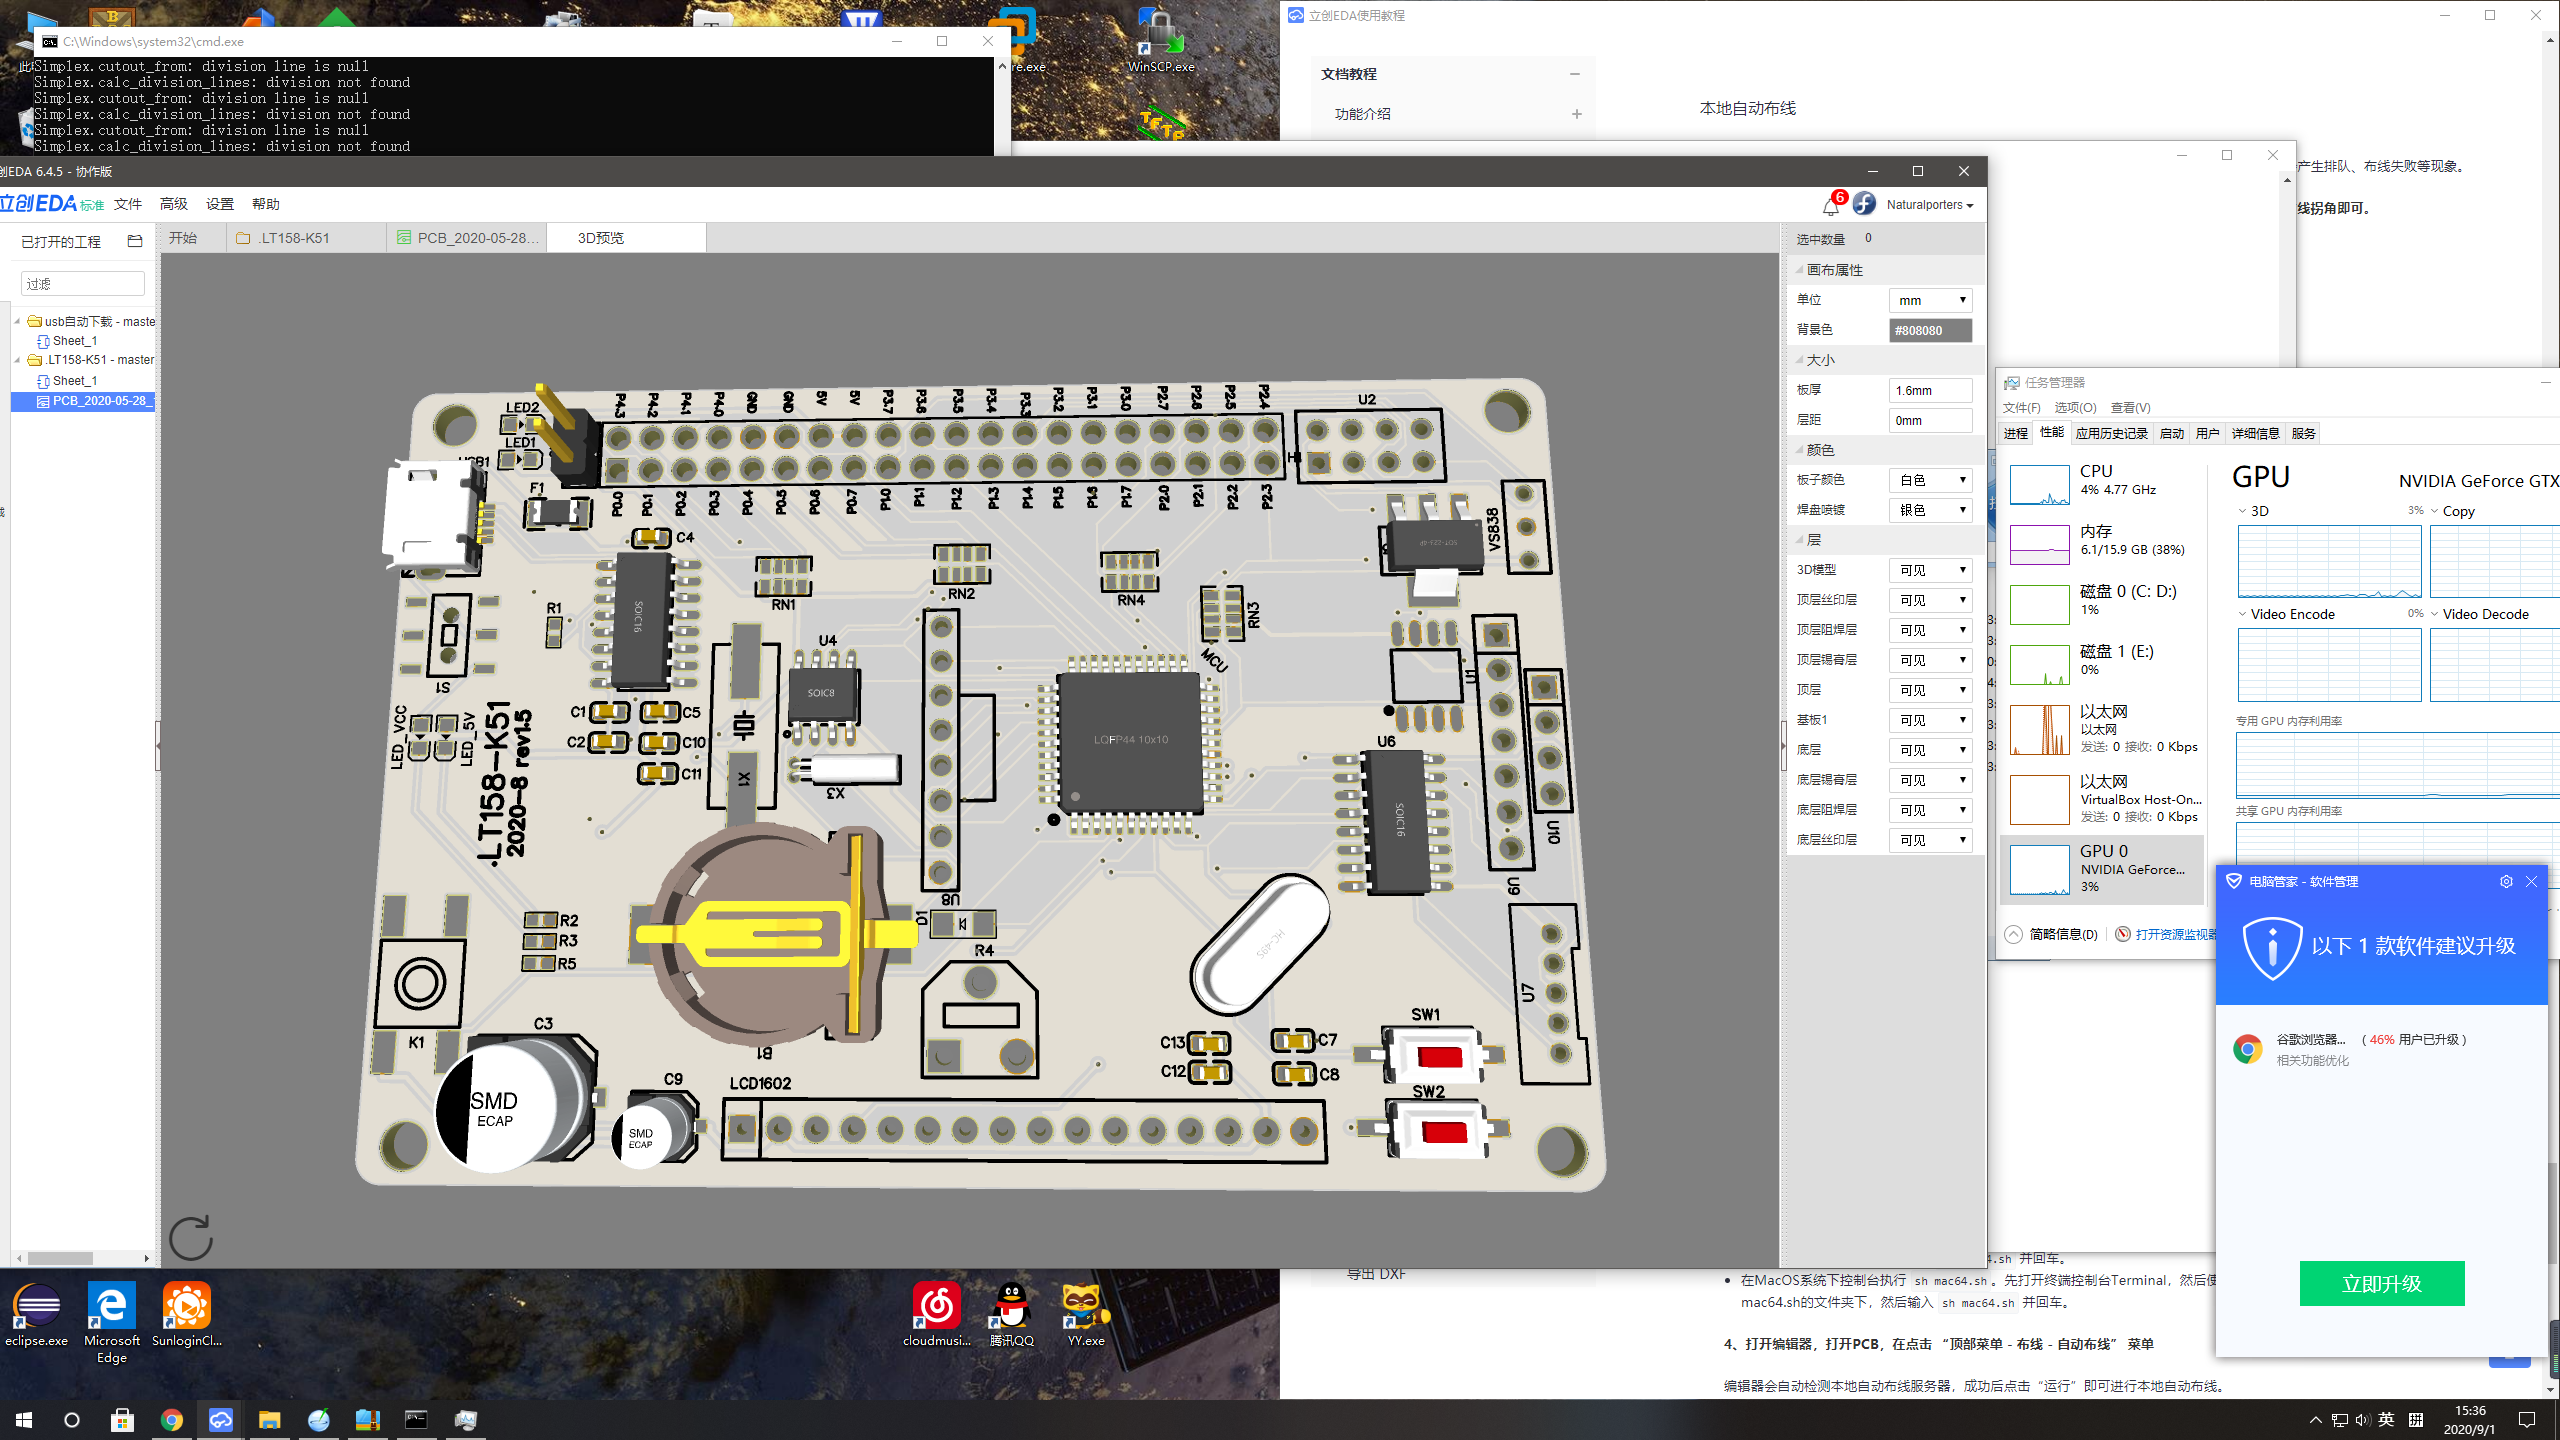 C:\Windows\system32\cmd.exe
Simplex.cutout_from: division line is null
Simplex.calc_division_lines: division not found
Simplex.cutout_from: division line is null
Simplex.calc_division_lines: division not found
Simplex.cutout_from: division line is null
Simplex.calc_division_lines: division not found
re.exe
WinSCP.exe
立创EDA使用教程
文档教程
功能介绍
本地自动布线
产生排队、布线失败等现象。
线拐角即可。
创EDA 6.4.5 - 协作版
立创EDA 标准 文件 高级 设置 帮助
6
Naturalporters
已打开的工程
开始
.LT158-K51
PCB_2020-05-28...
3D预览
过滤
usb自动下载 - maste
Sheet_1
.LT158-K51 - master
Sheet_1
PCB_2020-05-28_
选中数量 0
画布属性
单位 mm
背景色 #808080
大小
板厚 1.6mm
层距 0mm
颜色
板子颜色 白色
焊盘喷镀 银色
层
3D模型 可见
顶层丝印层 可见
顶层阻焊层 可见
顶层锡膏层 可见
顶层 可见
基板1 可见
底层 可见
底层锡膏层 可见
底层阻焊层 可见
底层丝印层 可见
LED2
LED1
USB1
F1
P4.3 P4.2 P4.1 P4.0 GND GND 5V 5V P3.7 P3.6 P3.5 P3.4 P3.3 P3.2 P3.1 P3.0 P2.7 P2.6 P2.5 P2.4
P0.0 P0.1 P0.2 P0.3 P0.4 P0.5 P0.6 P0.7 P1.0 P1.1 P1.2 P1.3 P1.4 P1.5 P1.6 P1.7 P2.0 P2.1 P2.2 P2.3
U2
VS838
C4
SOIC16
RN1
RN2
RN4
RN3
MCU
R1
S1
U4
SOIC8
U1
C1
C5
C2
C10
C11
LED_VCC
LED_5V
.LT158-K51
2020-8 rev1.5
X1
X3
LQFP44 10x10
U6
SOIC16
U10
U9
U8
D1
R4
R2
R3
R5
HC-49S
U7
K1
C3
SMD
ECAP
B1
C9
SMD
ECAP
LCD1602
C13
C12
C7
C8
SW1
SW2
任务管理器
文件(F) 选项(O) 查看(V)
进程 性能 应用历史记录 启动 用户 详细信息 服务
CPU
4% 4.77 GHz
内存
6.1/15.9 GB (38%)
磁盘 0 (C: D:)
1%
磁盘 1 (E:)
0%
以太网
以太网
发送: 0 接收: 0 Kbps
以太网
VirtualBox Host-On...
发送: 0 接收: 0 Kbps
GPU 0
NVIDIA GeForce...
3%
GPU
NVIDIA GeForce GTX
3D 3% Copy
Video Encode 0% Video Decode
专用 GPU 内存利用率
共享 GPU 内存利用率
简略信息(D)
打开资源监视器
电脑管家 - 软件管理
以下 1 款软件建议升级
谷歌浏览器... ( 46% 用户已升级 )
相关功能优化
立即升级
导出 DXF
4.sh 并回车。
在MacOS系统下控制台执行 sh mac64.sh 。先打开终端控制台Terminal，然后使
mac64.sh的文件夹下，然后输入 sh mac64.sh 并回车。
4、打开编辑器，打开PCB，在点击 “顶部菜单 - 布线 - 自动布线” 菜单
编辑器会自动检测本地自动布线服务器，成功后点击“运行”即可进行本地自动布线。
eclipse.exe
Microsoft Edge
SunloginCl...
cloudmusi...
腾讯QQ
YY.exe
英
拼
15:36
2020/9/1